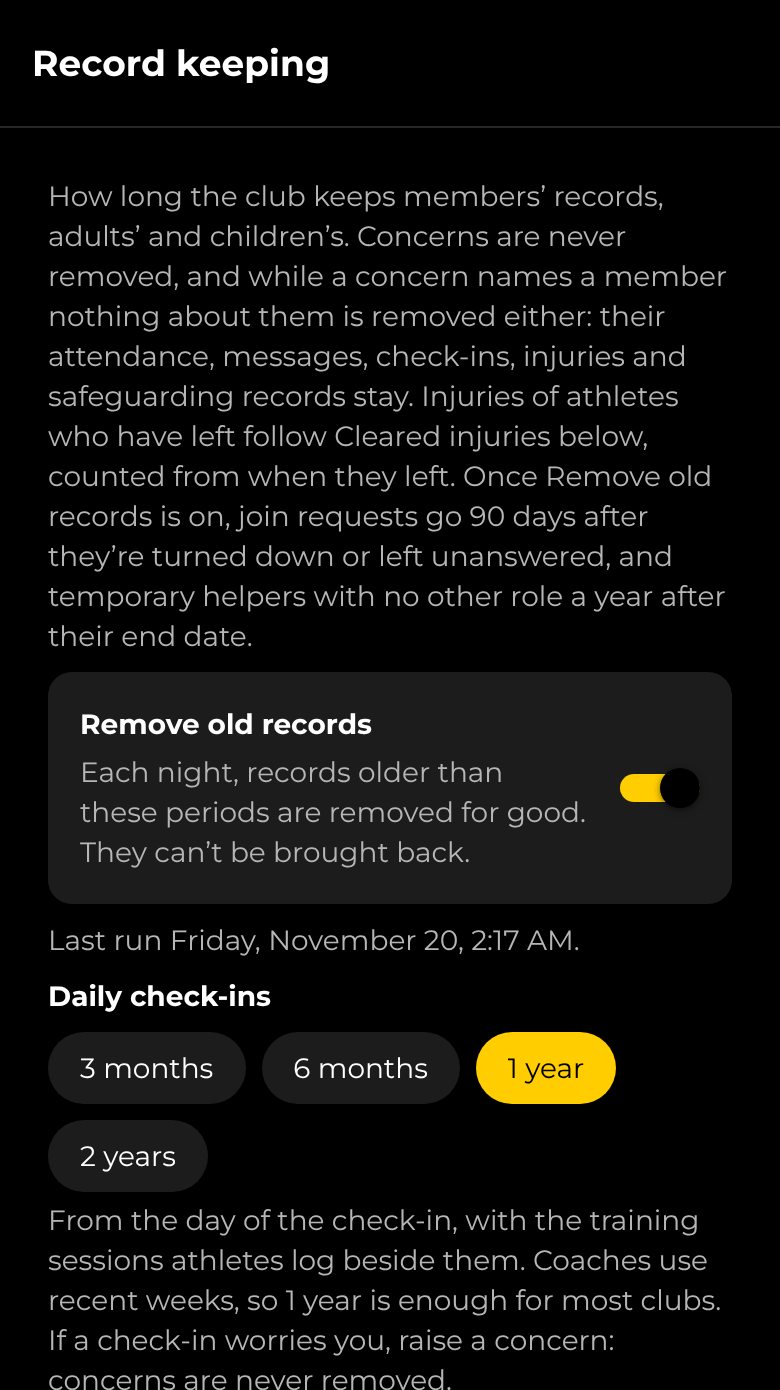 Record keeping
How long the club keeps members’ records,
adults’ and children’s. Concerns are never
removed, and while a concern names a member
nothing about them is removed either: their
attendance, messages, check-ins, injuries and
safeguarding records stay. Injuries of athletes
who have left follow Cleared injuries below,
counted from when they left. Once Remove old
records is on, join requests go 90 days after
they’re turned down or left unanswered, and
temporary helpers with no other role a year after
their end date.
Remove old records
Each night, records older than
these periods are removed for good.
They can’t be brought back.
Last run Friday, November 20, 2:17 AM.
Daily check-ins
3 months
6 months
1 year
2 years
From the day of the check-in, with the training
sessions athletes log beside them. Coaches use
recent weeks, so 1 year is enough for most clubs.
If a check-in worries you, raise a concern:
concerns are never removed.